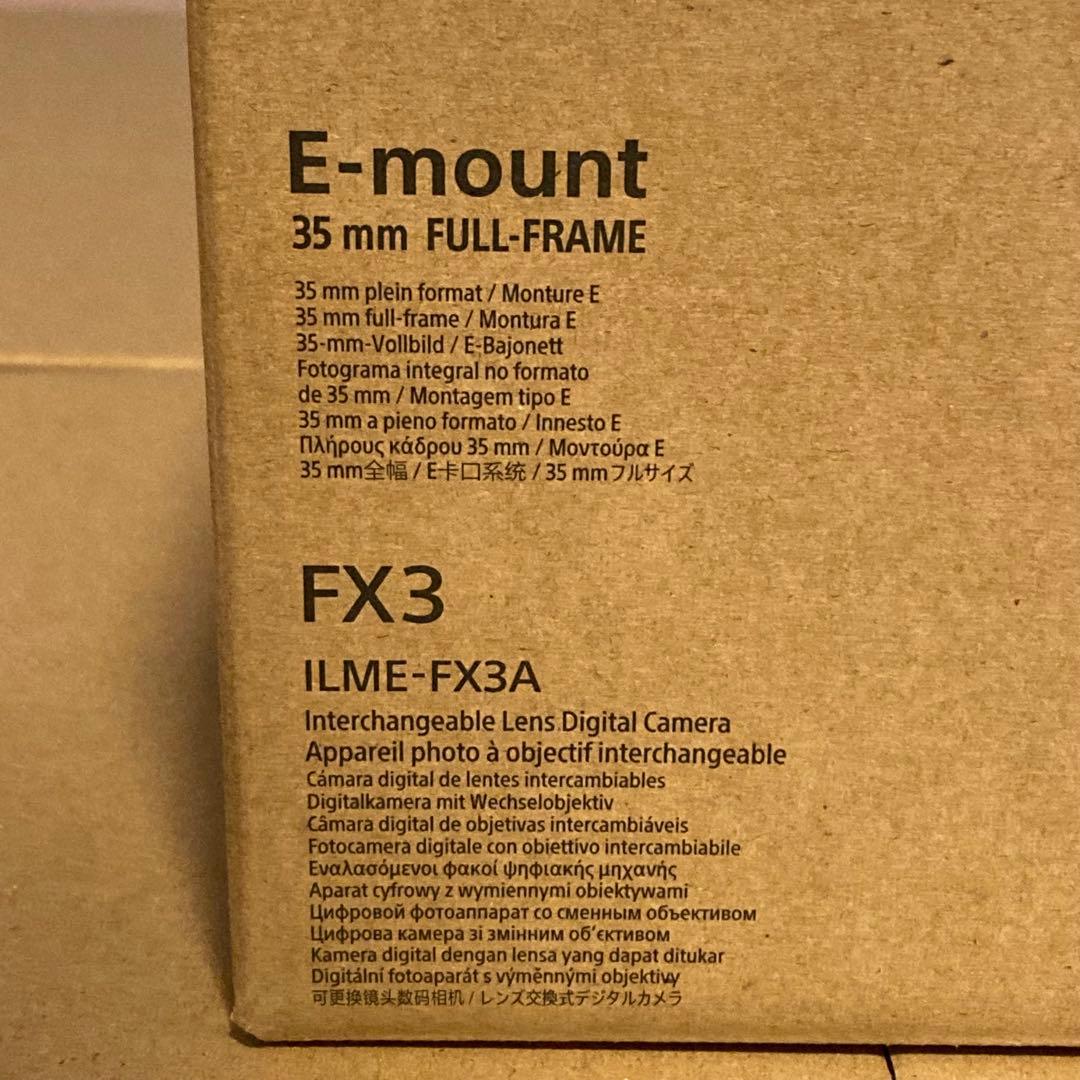 E-mount
35 mm FULL-FRAME
35 mm plein format / Monture E
35 mm full-frame / Montura E
35-mm-Vollbild / E-Bajonett
Fotograma integral no formato
de 35 mm / Montagem tipo E
35 mm a pieno formato / Innesto E
Πλήρους κάδρου 35 mm / Μοντούρα E
35 mm全幅 / E卡口系统 / 35 mmフルサイズ
FX3
ILME-FX3A
Interchangeable Lens Digital Camera
Appareil photo à objectif interchangeable
Cámara digital de lentes intercambiables
Digitalkamera mit Wechselobjektiv
Câmara digital de objetivas intercambiáveis
Fotocamera digitale con obiettivo intercambiabile
Εναλασόμενοι φακοί ψηφιακής μηχανής
Aparat cyfrowy z wymiennymi obiektywami
Цифровой фотоаппарат со сменным объективом
Цифрова камера зі змінним об‘єктивом
Kamera digital dengan lensa yang dapat ditukar
Digitální fotoaparát s výměnnými objektivy
可更换镜头数码相机 / レンズ交換式デジタルカメラ